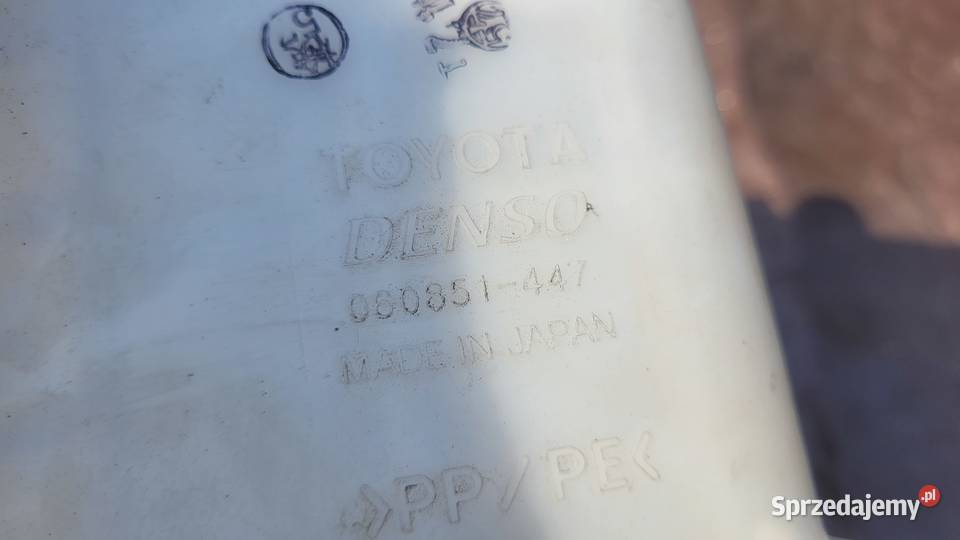 TOYOTA
DENSO
060851-447
MADE IN JAPAN
>PP/PE<
Sprzedajemy.pl